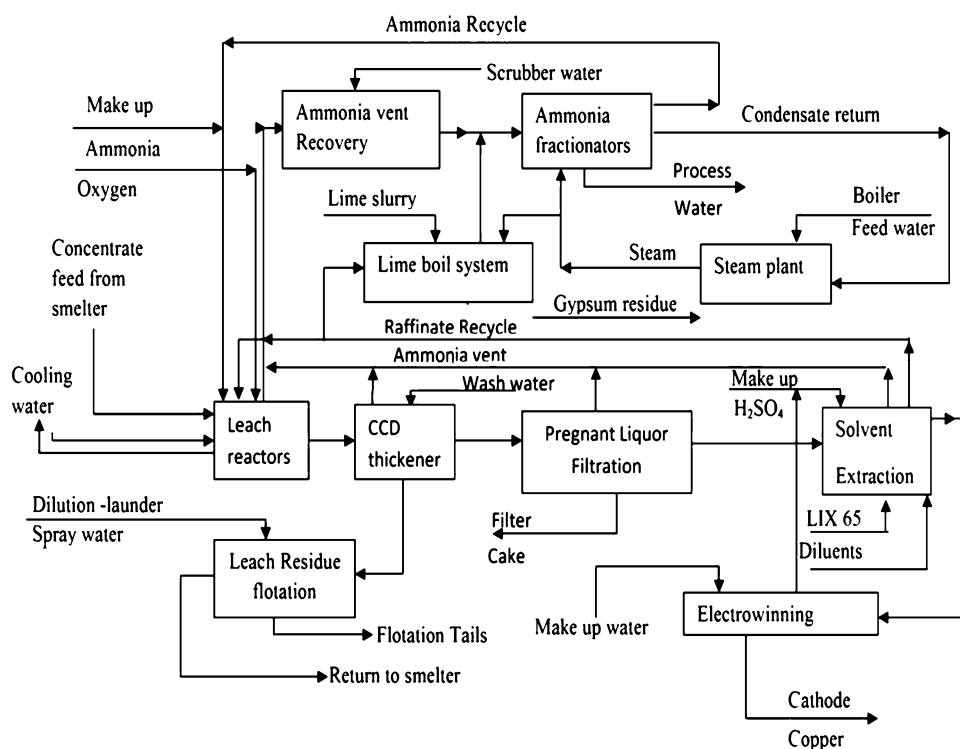 Ammonia Recycle
Scrubber water
Make up
Ammonia vent
Recovery
Ammonia
fractionators
Condensate return
Ammonia
Oxygen
Process
Water
Lime slurry
Boiler
Feed water
Concentrate
feed from
smelter
Lime boil system
Steam
Steam plant
Gypsum residue
Raffinate Recycle
Ammonia vent
Cooling
water
Wash water
Make up
H₂SO₄
Leach
reactors
CCD
thickener
Pregnant Liquor
Filtration
Solvent
Extraction
Dilution -launder
Spray water
Filter
Cake
LIX 65
Diluents
Leach Residue
flotation
Make up water
Electrowinning
Flotation Tails
Return to smelter
Cathode
Copper